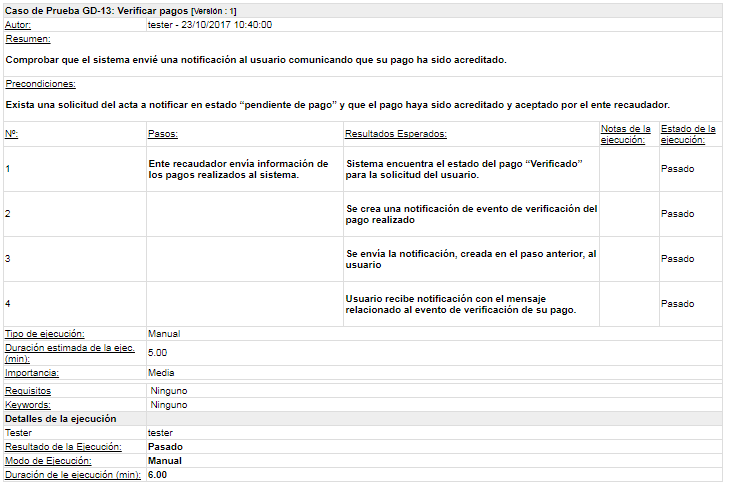 Caso de Prueba GD-13: Verificar pagos [Versión : 1]
Autor: tester - 23/10/2017 10:40:00
Resumen:
Comprobar que el sistema envié una notificación al usuario comunicando que su pago ha sido acreditado.
Precondiciones:
Exista una solicitud del acta a notificar en estado “pendiente de pago” y que el pago haya sido acreditado y aceptado por el ente recaudador.
Nº: Pasos: Resultados Esperados: Notas de la ejecución: Estado de la ejecución:
1 Ente recaudador envía información de los pagos realizados al sistema. Sistema encuentra el estado del pago “Verificado” para la solicitud del usuario. Pasado
2 Se crea una notificación de evento de verificación del pago realizado Pasado
3 Se envía la notificación, creada en el paso anterior, al usuario Pasado
4 Usuario recibe notificación con el mensaje relacionado al evento de verificación de su pago. Pasado
Tipo de ejecución: Manual
Duración estimada de la ejec. (min): 5.00
Importancia: Media
Requisitos Ninguno
Keywords: Ninguno
Detalles de la ejecución
Tester tester
Resultado de la Ejecución: Pasado
Modo de Ejecución: Manual
Duración de le ejecución (min): 6.00